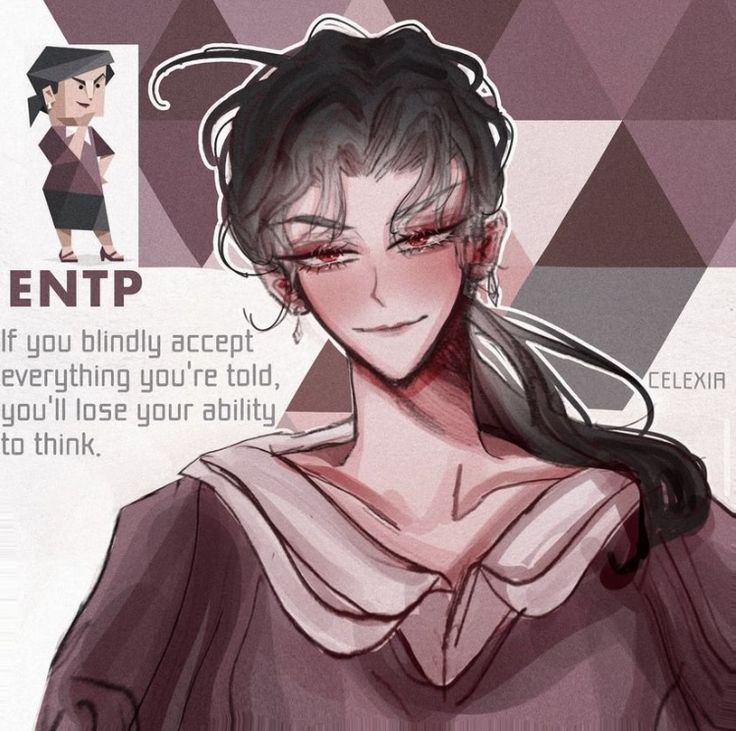 ENTP
If you blindly accept
everything you're told,
you'll lose your ability
to think.
CELEXIA